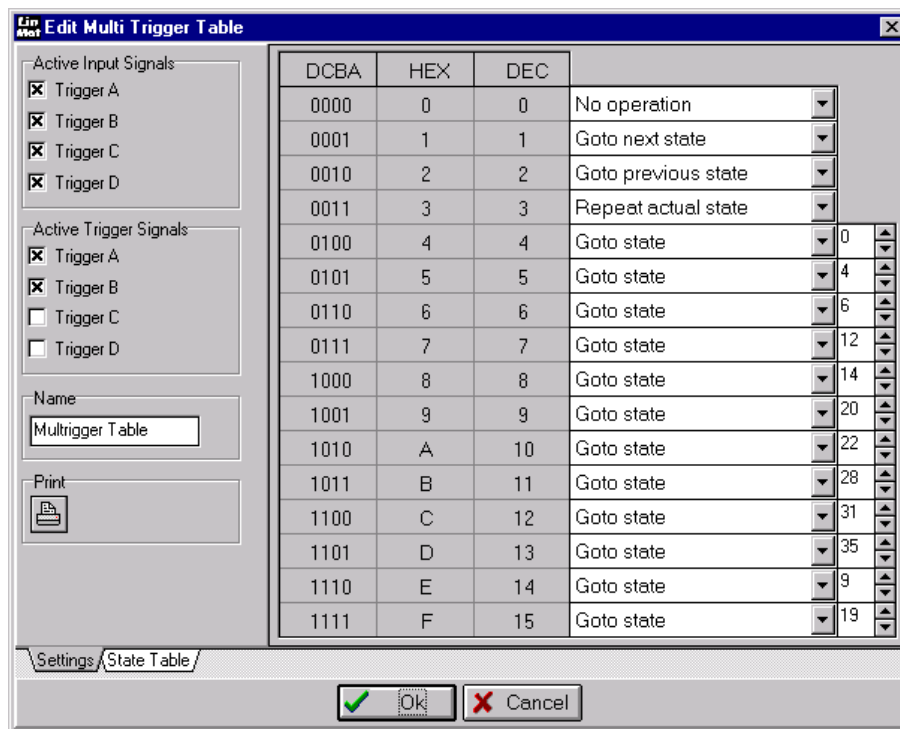 Lin Mot Edit Multi Trigger Table
Active Input Signals
Trigger A
Trigger B
Trigger C
Trigger D
Active Trigger Signals
Trigger A
Trigger B
Trigger C
Trigger D
Name
Multrigger Table
Print
DCBA HEX DEC
0000 0 0 No operation
0001 1 1 Goto next state
0010 2 2 Goto previous state
0011 3 3 Repeat actual state
0100 4 4 Goto state 0
0101 5 5 Goto state 4
0110 6 6 Goto state 6
0111 7 7 Goto state 12
1000 8 8 Goto state 14
1001 9 9 Goto state 20
1010 A 10 Goto state 22
1011 B 11 Goto state 28
1100 C 12 Goto state 31
1101 D 13 Goto state 35
1110 E 14 Goto state 9
1111 F 15 Goto state 19
Settings State Table
Ok Cancel